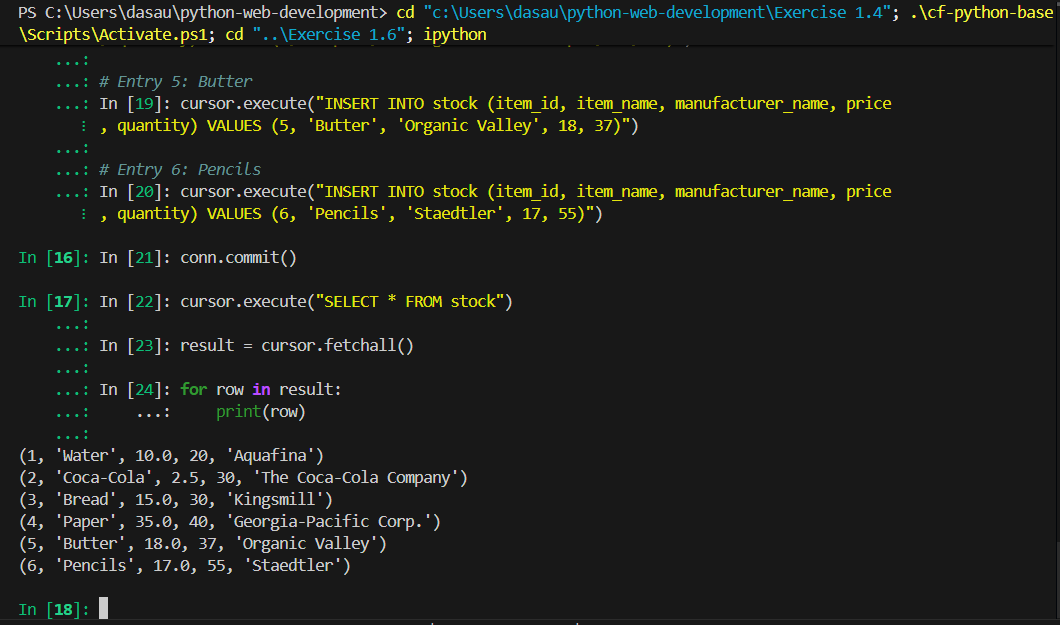 PS C:\Users\dasau\python-web-development> cd "c:\Users\dasau\python-web-development\Exercise 1.4"; .\cf-python-base
\Scripts\Activate.ps1; cd "..\Exercise 1.6"; ipython
...:
...: # Entry 5: Butter
...: In [19]: cursor.execute("INSERT INTO stock (item_id, item_name, manufacturer_name, price
⋮ , quantity) VALUES (5, 'Butter', 'Organic Valley', 18, 37)")
...:
...: # Entry 6: Pencils
...: In [20]: cursor.execute("INSERT INTO stock (item_id, item_name, manufacturer_name, price
⋮ , quantity) VALUES (6, 'Pencils', 'Staedtler', 17, 55)")
In [16]: In [21]: conn.commit()
In [17]: In [22]: cursor.execute("SELECT * FROM stock")
...:
...: In [23]: result = cursor.fetchall()
...:
...: In [24]: for row in result:
...: ...: print(row)
...:
(1, 'Water', 10.0, 20, 'Aquafina')
(2, 'Coca-Cola', 2.5, 30, 'The Coca-Cola Company')
(3, 'Bread', 15.0, 30, 'Kingsmill')
(4, 'Paper', 35.0, 40, 'Georgia-Pacific Corp.')
(5, 'Butter', 18.0, 37, 'Organic Valley')
(6, 'Pencils', 17.0, 55, 'Staedtler')
In [18]: